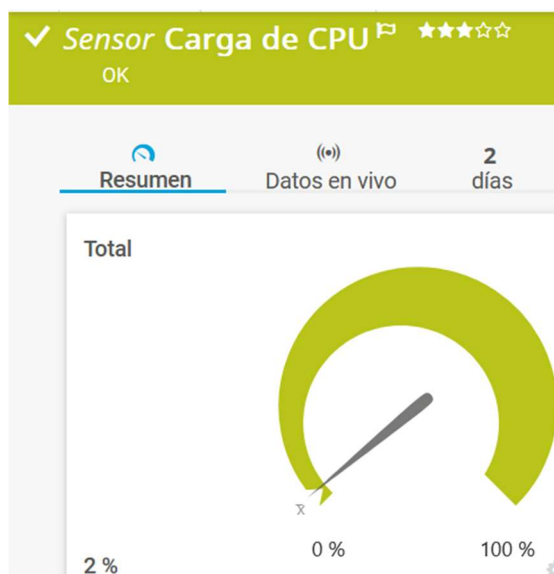 Sensor Carga de CPU
OK
Resumen
Datos en vivo
2
días
Total
x̅
0 %
100 %
2 %